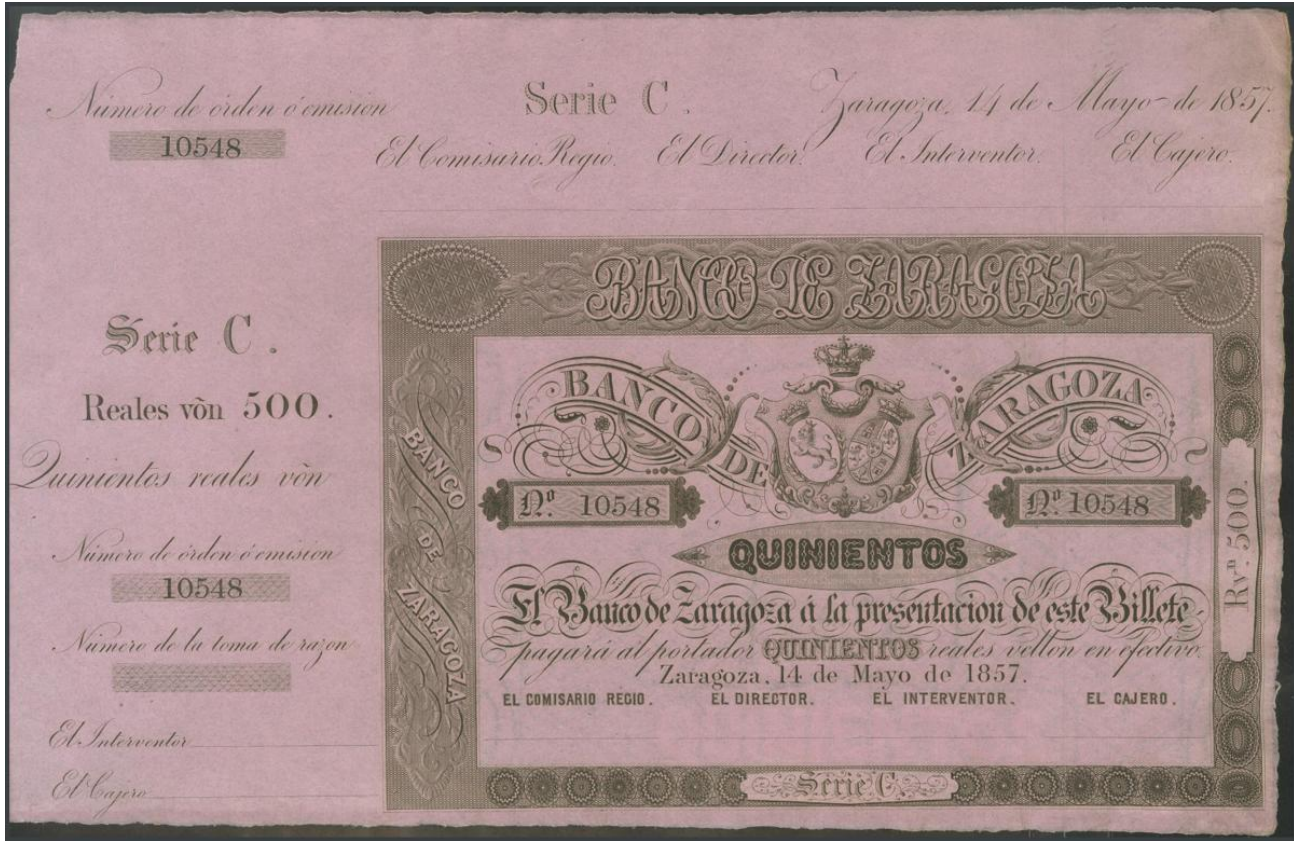 Número de órden ó emisión
10548
Serie C.
Zaragoza, 14 de Mayo de 1857.
El Comisario Regio. El Director. El Interventor. El Cajero.
Serie C.
Reales vòn 500.
Quinientos reales vòn
Número de órden ó emisión
10548
Número de la toma de razon
El Interventor
El Cajero
BANCO DE ZARAGOZA
BANCO DE ZARAGOZA
BANCO DE ZARAGOZA
Nº 10548
Nº 10548
QUINIENTOS
El Banco de Zaragoza á la presentacion de este Billete,
pagará al portador QUINIENTOS reales vellon en efectivo.
Zaragoza, 14 de Mayo de 1857.
EL COMISARIO REGIO. EL DIRECTOR. EL INTERVENTOR. EL CAJERO.
Rvⁿ 500.
Serie C.